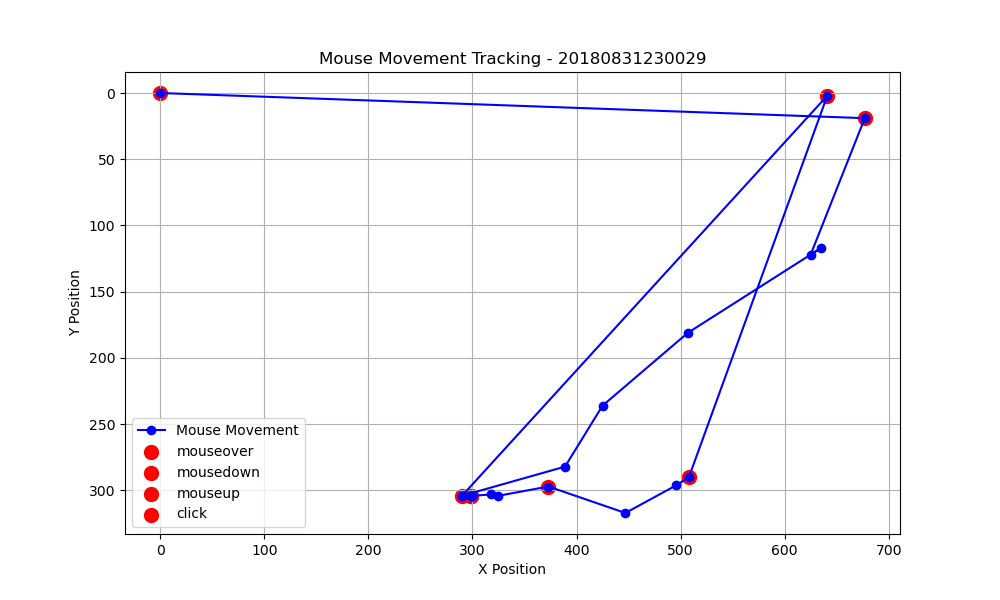 Mouse Movement Tracking - 20180831230029
0
50
100
150
200
250
300
Y Position
Mouse Movement
mouseover
mousedown
mouseup
click
0 100 200 300 400 500 600 700
X Position